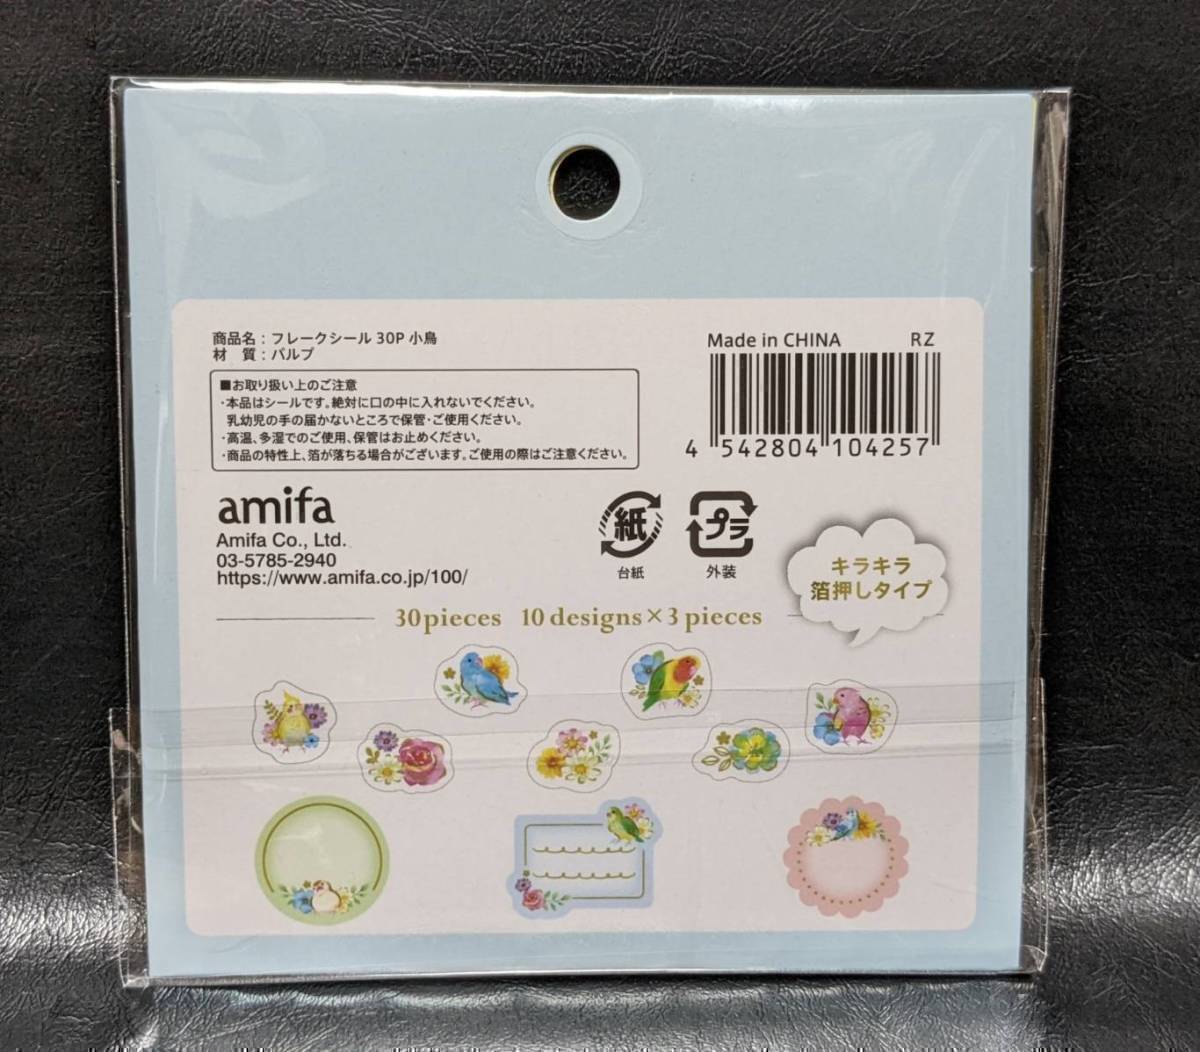 商品名：フレークシール 30P 小鳥
材　質：パルプ
■お取り扱い上のご注意
・本品はシールです。絶対に口の中に入れないでください。
乳幼児の手の届かないところで保管・ご使用ください。
・高温、多湿でのご使用、保管はお止めください。
・商品の特性上、箔が落ちる場合がございます。ご使用の際はご注意ください。
Made in CHINA RZ
4 542804 104257
amifa
Amifa Co., Ltd.
03-5785-2940
https://www.amifa.co.jp/100/
紙
台紙
プラ
外装
キラキラ
箔押しタイプ
30pieces 10 designs×3 pieces